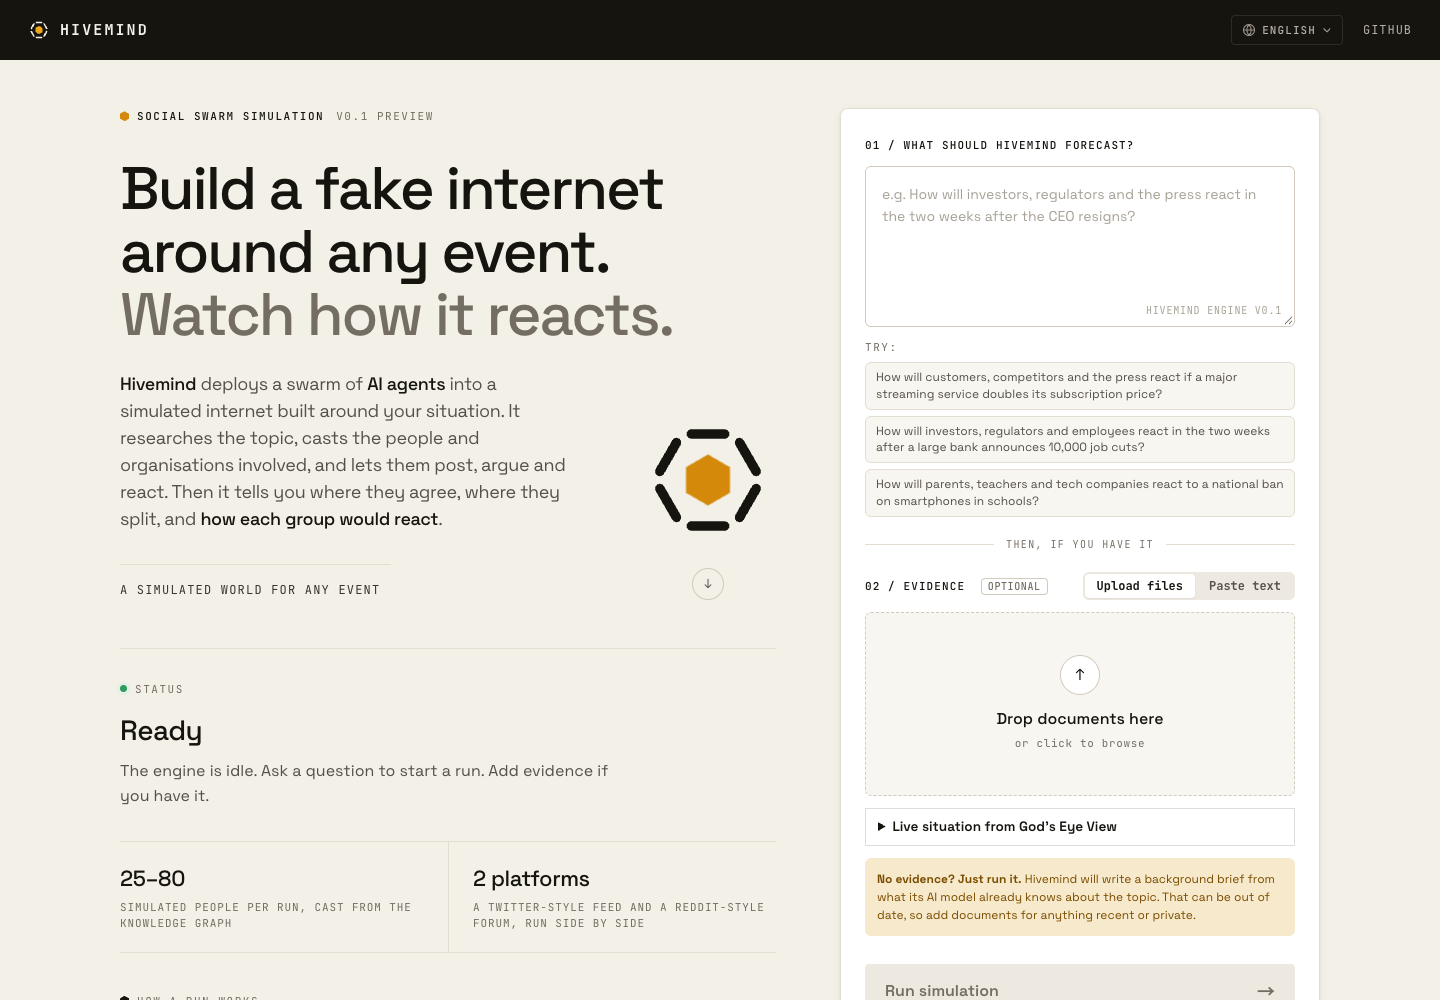 HIVEMIND
ENGLISH
GITHUB
SOCIAL SWARM SIMULATION V0.1 PREVIEW
Build a fake internet
around any event.
Watch how it reacts.
Hivemind deploys a swarm of AI agents into a
simulated internet built around your situation. It
researches the topic, casts the people and
organisations involved, and lets them post, argue and
react. Then it tells you where they agree, where they
split, and how each group would react.
A SIMULATED WORLD FOR ANY EVENT
STATUS
Ready
The engine is idle. Ask a question to start a run. Add evidence if
you have it.
25–80
SIMULATED PEOPLE PER RUN, CAST FROM THE
KNOWLEDGE GRAPH
2 platforms
A TWITTER-STYLE FEED AND A REDDIT-STYLE
FORUM, RUN SIDE BY SIDE
HOW A RUN WORKS
01 / WHAT SHOULD HIVEMIND FORECAST?
e.g. How will investors, regulators and the press react in
the two weeks after the CEO resigns?
HIVEMIND ENGINE V0.1
TRY:
How will customers, competitors and the press react if a major
streaming service doubles its subscription price?
How will investors, regulators and employees react in the two weeks
after a large bank announces 10,000 job cuts?
How will parents, teachers and tech companies react to a national ban
on smartphones in schools?
THEN, IF YOU HAVE IT
02 / EVIDENCE OPTIONAL
Upload files Paste text
Drop documents here
or click to browse
Live situation from God's Eye View
No evidence? Just run it. Hivemind will write a background brief from
what its AI model already knows about the topic. That can be out of
date, so add documents for anything recent or private.
Run simulation